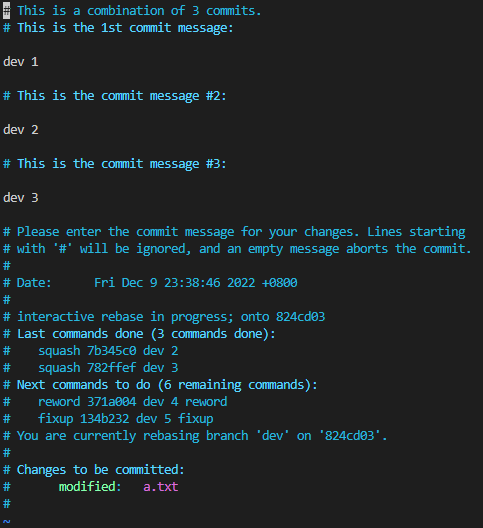 # This is a combination of 3 commits.
# This is the 1st commit message:

dev 1

# This is the commit message #2:

dev 2

# This is the commit message #3:

dev 3

# Please enter the commit message for your changes. Lines starting
# with '#' will be ignored, and an empty message aborts the commit.
#
# Date:      Fri Dec 9 23:38:46 2022 +0800
#
# interactive rebase in progress; onto 824cd03
# Last commands done (3 commands done):
#    squash 7b345c0 dev 2
#    squash 782ffef dev 3
# Next commands to do (6 remaining commands):
#    reword 371a004 dev 4 reword
#    fixup 134b232 dev 5 fixup
# You are currently rebasing branch 'dev' on '824cd03'.
#
# Changes to be committed:
#       modified:   a.txt
#
~